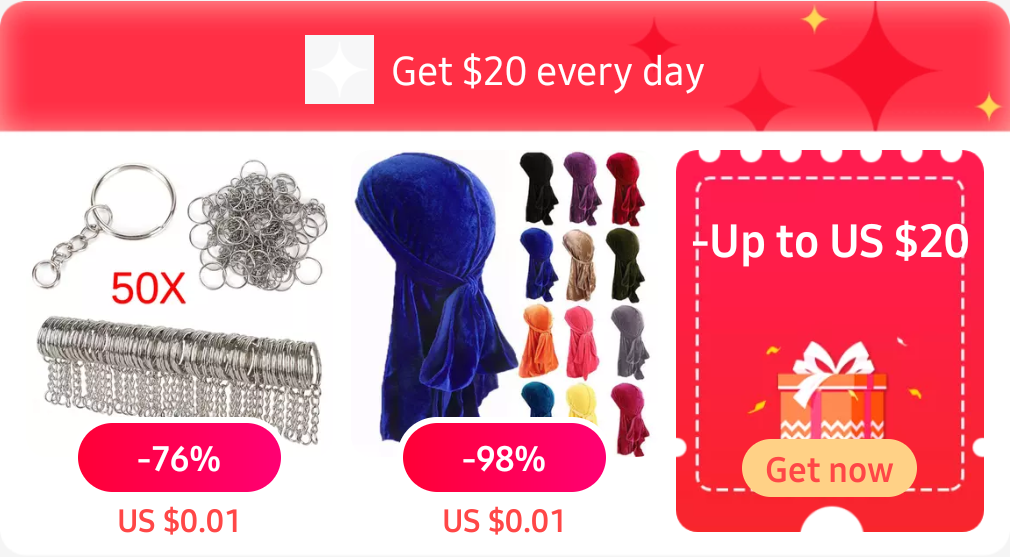 Get $20 every day
50X
-76%
US $0.01
-98%
US $0.01
-Up to US $20
Get now